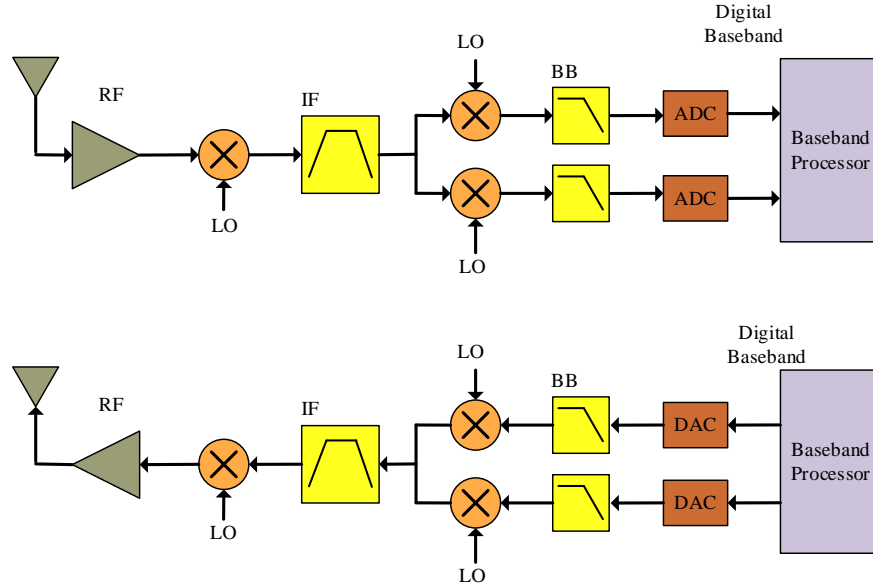 Digital
Baseband
LO
RF
IF
BB
ADC
Baseband
Processor
LO
ADC
LO
Digital
Baseband
LO
RF
IF
BB
DAC
Baseband
Processor
LO
DAC
LO